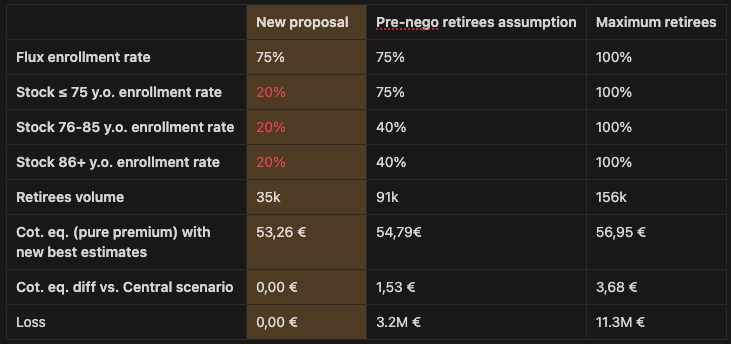 New proposal Pre-nego retirees assumption Maximum retirees
Flux enrollment rate 75% 75% 100%
Stock ≤ 75 y.o. enrollment rate 20% 75% 100%
Stock 76-85 y.o. enrollment rate 20% 40% 100%
Stock 86+ y.o. enrollment rate 20% 40% 100%
Retirees volume 35k 91k 156k
Cot. eq. (pure premium) with 53,26 € 54,79€ 56,95 €
new best estimates
Cot. eq. diff vs. Central scenario 0,00 € 1,53 € 3,68 €
Loss 0,00 € 3.2M € 11.3M €